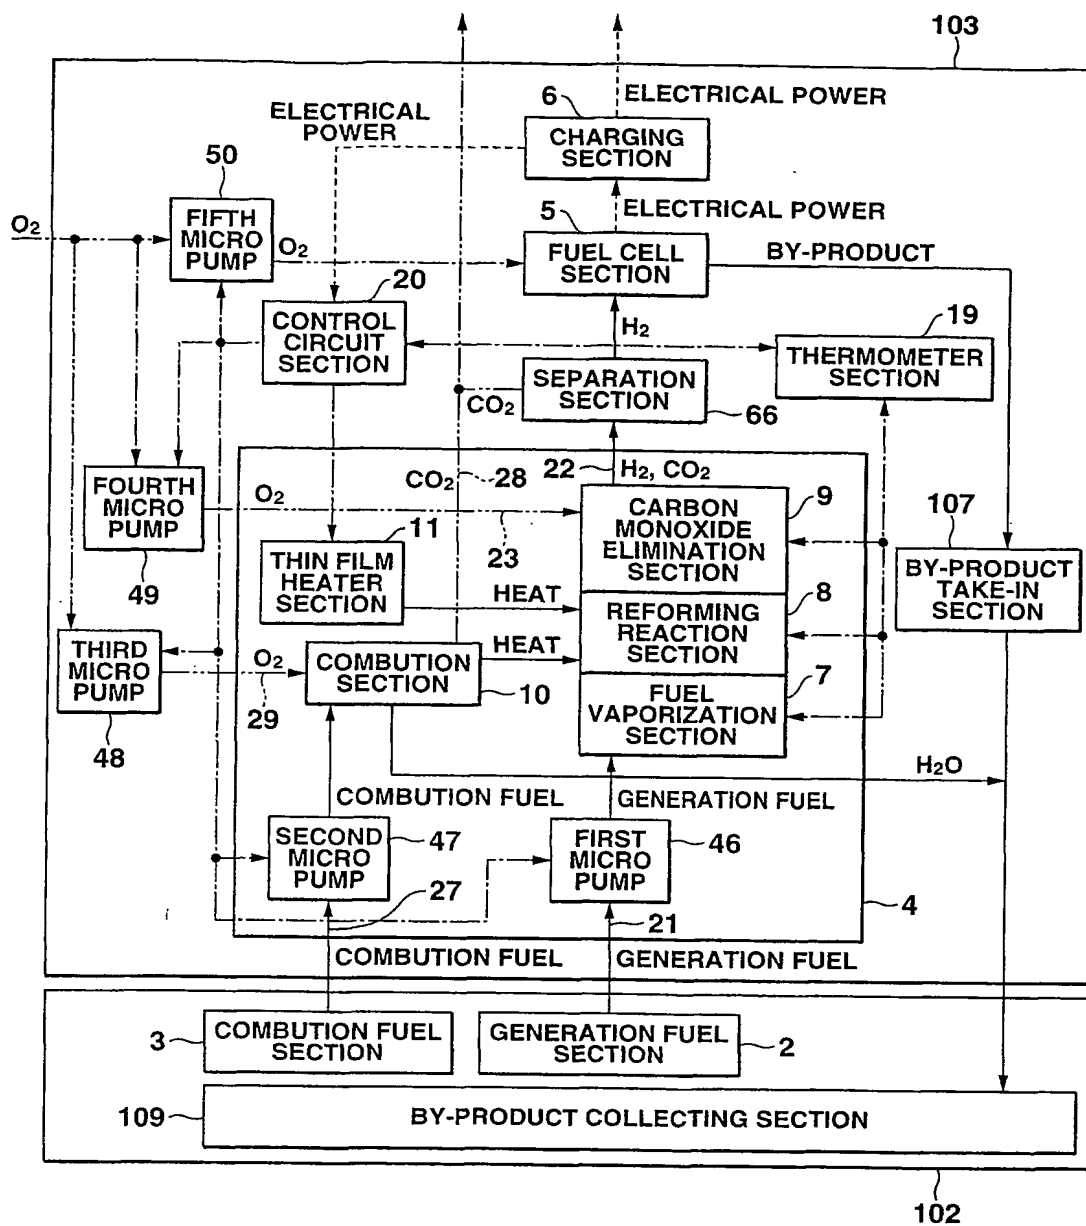 103
ELECTRICAL POWER
6
ELECTRICAL
POWER
CHARGING
SECTION
50
ELECTRICAL POWER
5
O2
FIFTH
MICRO
PUMP
O2
FUEL CELL
SECTION
BY-PRODUCT
20
H2
19
CONTROL
CIRCUIT
SECTION
THERMOMETER
SECTION
SEPARATION
SECTION
CO2
66
22
H2, CO2
CO2
28
FOURTH
MICRO
PUMP
O2
CARBON
MONOXIDE
ELIMINATION
SECTION
9
107
11
23
49
THIN FILM
HEATER
SECTION
BY-PRODUCT
TAKE-IN
SECTION
HEAT
8
REFORMING
REACTION
SECTION
THIRD
MICRO
PUMP
O2
COMBUTION
SECTION
HEAT
10
7
FUEL
VAPORIZATION
SECTION
29
48
H2O
COMBUTION FUEL
GENERATION FUEL
SECOND
MICRO
PUMP
47
FIRST
MICRO
PUMP
46
27
21
4
COMBUTION FUEL
GENERATION FUEL
3
COMBUTION FUEL
SECTION
GENERATION FUEL
SECTION
2
109
BY-PRODUCT COLLECTING SECTION
102